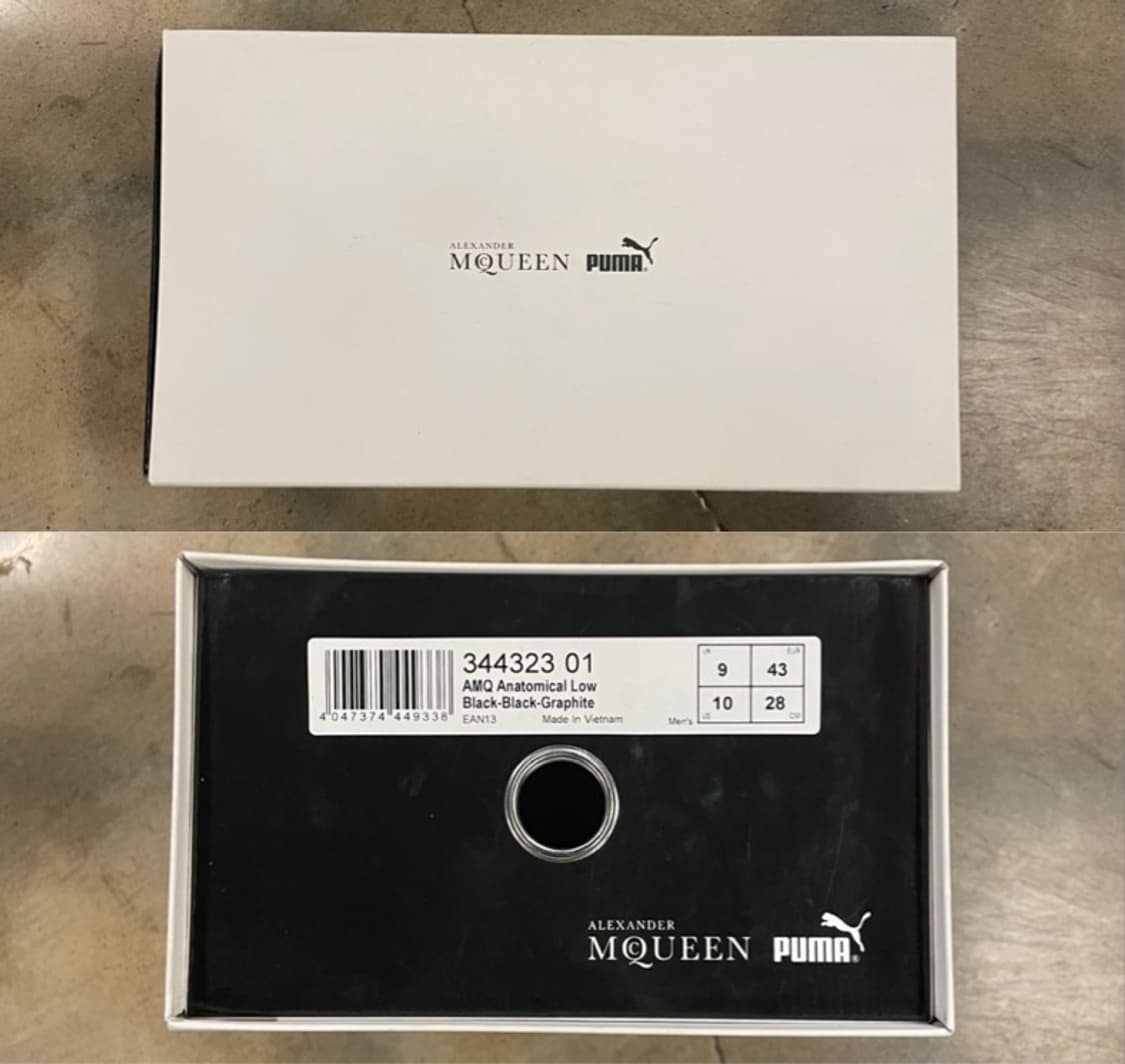 ALEXANDER
McQUEEN PUMA®
344323 01
AMQ Anatomical Low
Black-Black-Graphite
4 047374 449338
EAN13 Made In Vietnam Men's
UK 9 EUR 43
US 10 CM 28
ALEXANDER
McQUEEN PUMA®